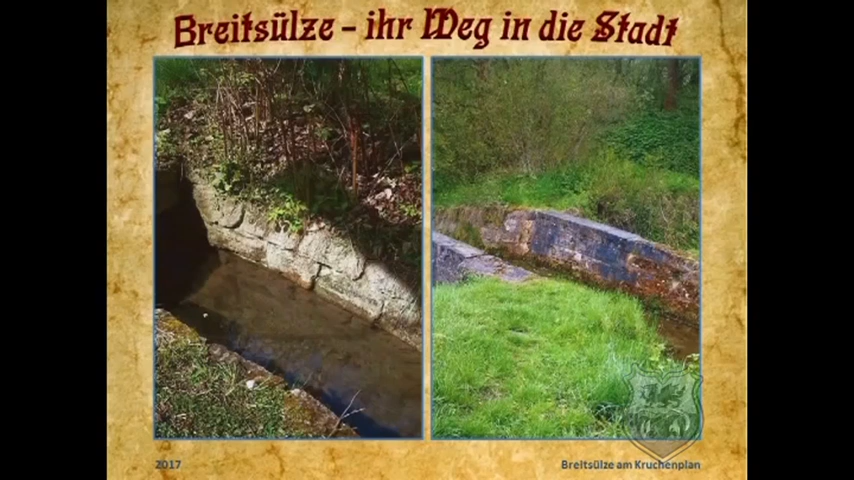 Breitsülze – ihr Weg in die Stadt
2017
Breitsülze am Kruchenplan